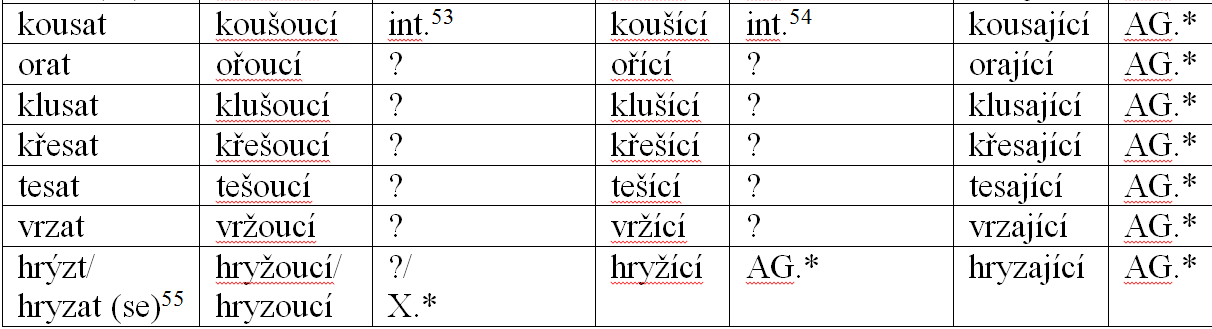 kousat koušoucí int.53 koušící int.54 kousající AG.*
orat ořoucí ? ořící ? orající AG.*
klusat klušoucí ? klušící ? klusající AG.*
křesat křešoucí ? křešící ? křesající AG.*
tesat tešoucí ? tešící ? tesající AG.*
vrzat vržoucí ? vržící ? vrzající AG.*
hrýzt/ hryžoucí/ ?/ hryžící AG.* hryzající AG.*
hryzat (se)55 hryzoucí X.*